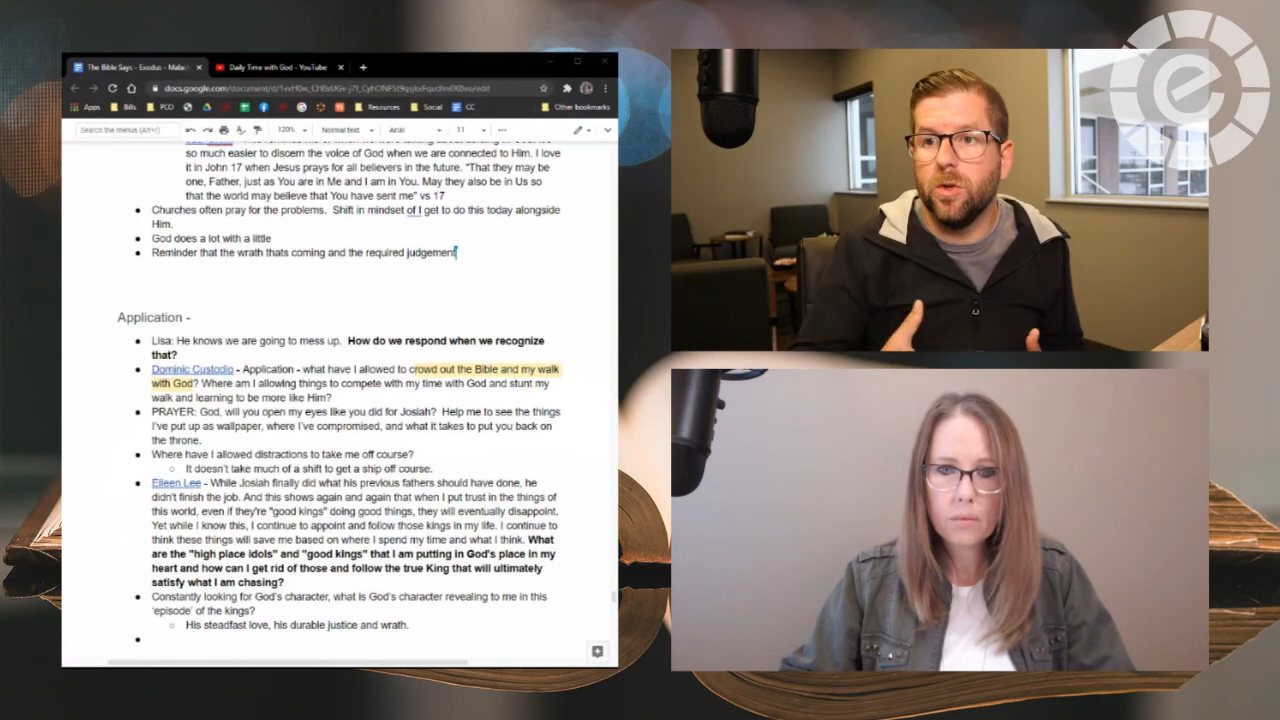 The Bible Says - Exodus - Malac
Daily Time with God - YouTube
docs.google.com
Apps
Bills
PCO
Resources
Social
CC
Other bookmarks
Search the menus (Alt+/)
120%
Normal text
Arial
11
so much easier to discern the voice of God when we are connected to Him. I love
it in John 17 when Jesus prays for all believers in the future. "That they may be
one, Father, just as You are in Me and I am in You. May they also be in Us so
that the world may believe that You have sent me" vs 17
● Churches often pray for the problems. Shift in mindset of I get to do this today alongside
Him.
● God does a lot with a little
● Reminder that the wrath thats coming and the required judgement
Application -
● Lisa: He knows we are going to mess up. How do we respond when we recognize
that?
● Dominic Custodio - Application - what have I allowed to crowd out the Bible and my walk
with God? Where am I allowing things to compete with my time with God and stunt my
walk and learning to be more like Him?
● PRAYER: God, will you open my eyes like you did for Josiah? Help me to see the things
I've put up as wallpaper, where I've compromised, and what it takes to put you back on
the throne.
● Where have I allowed distractions to take me off course?
○ It doesn't take much of a shift to get a ship off course.
● Eileen Lee - While Josiah finally did what his previous fathers should have done, he
didn't finish the job. And this shows again and again that when I put trust in the things of
this world, even if they're "good kings" doing good things, they will eventually disappoint.
Yet while I know this, I continue to appoint and follow those kings in my life. I continue to
think these things will save me based on where I spend my time and what I think. What
are the "high place idols" and "good kings" that I am putting in God's place in my
heart and how can I get rid of those and follow the true King that will ultimately
satisfy what I am chasing?
● Constantly looking for God's character, what is God's character revealing to me in this
'episode' of the kings?
○ His steadfast love, his durable justice and wrath.
●
e